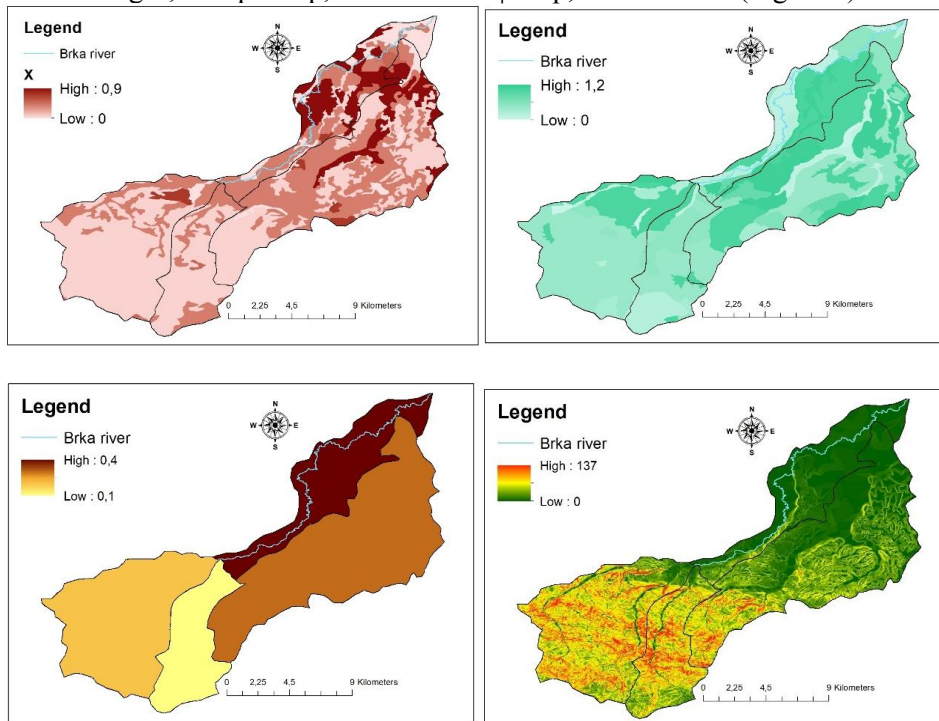 Legend
Brka river
X
High : 0,9
Low : 0
N
W E
S
0 2,25 4,5 9 Kilometers
Legend
Brka river
High : 1,2
Low : 0
N
W E
S
0 2,25 4,5 9 Kilometers
Legend
Brka river
High : 0,4
Low : 0,1
N
W E
S
0 2,25 4,5 9 Kilometers
Legend
Brka river
High : 137
Low : 0
N
W E
S
0 2,25 4,5 9 Kilometers